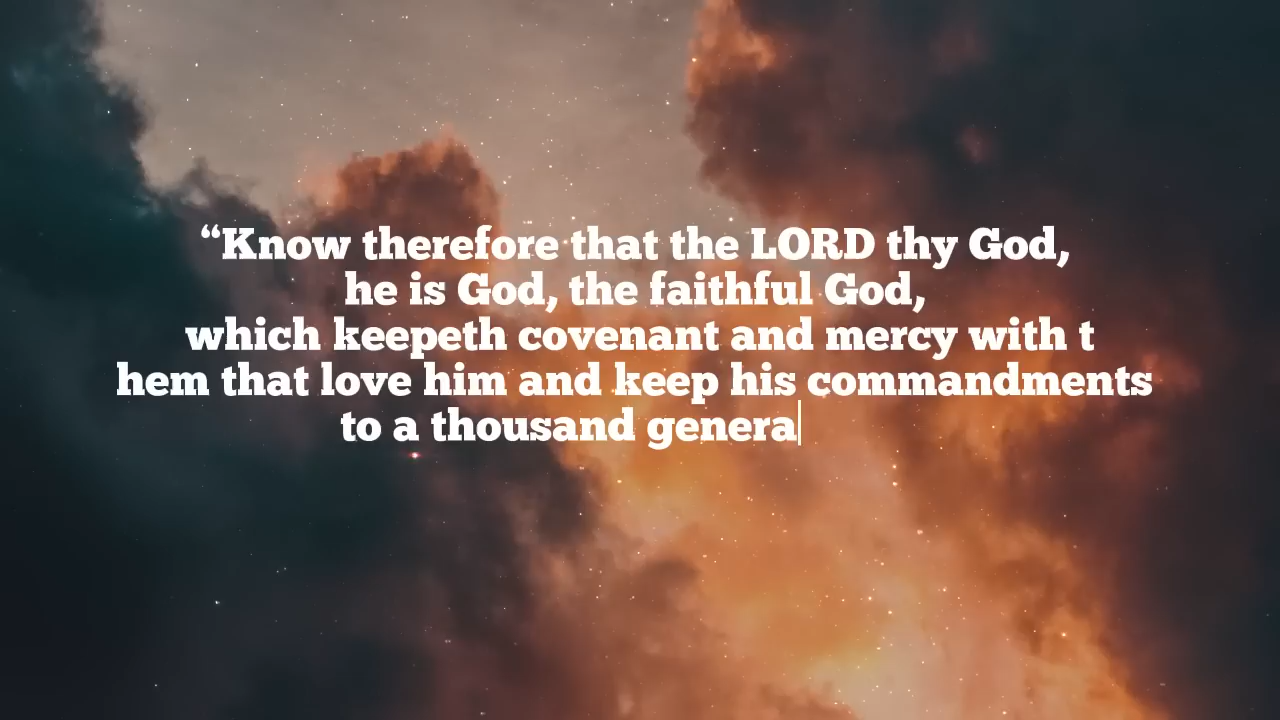 “Know therefore that the LORD thy God,
he is God, the faithful God,
which keepeth covenant and mercy with t
hem that love him and keep his commandments
to a thousand genera